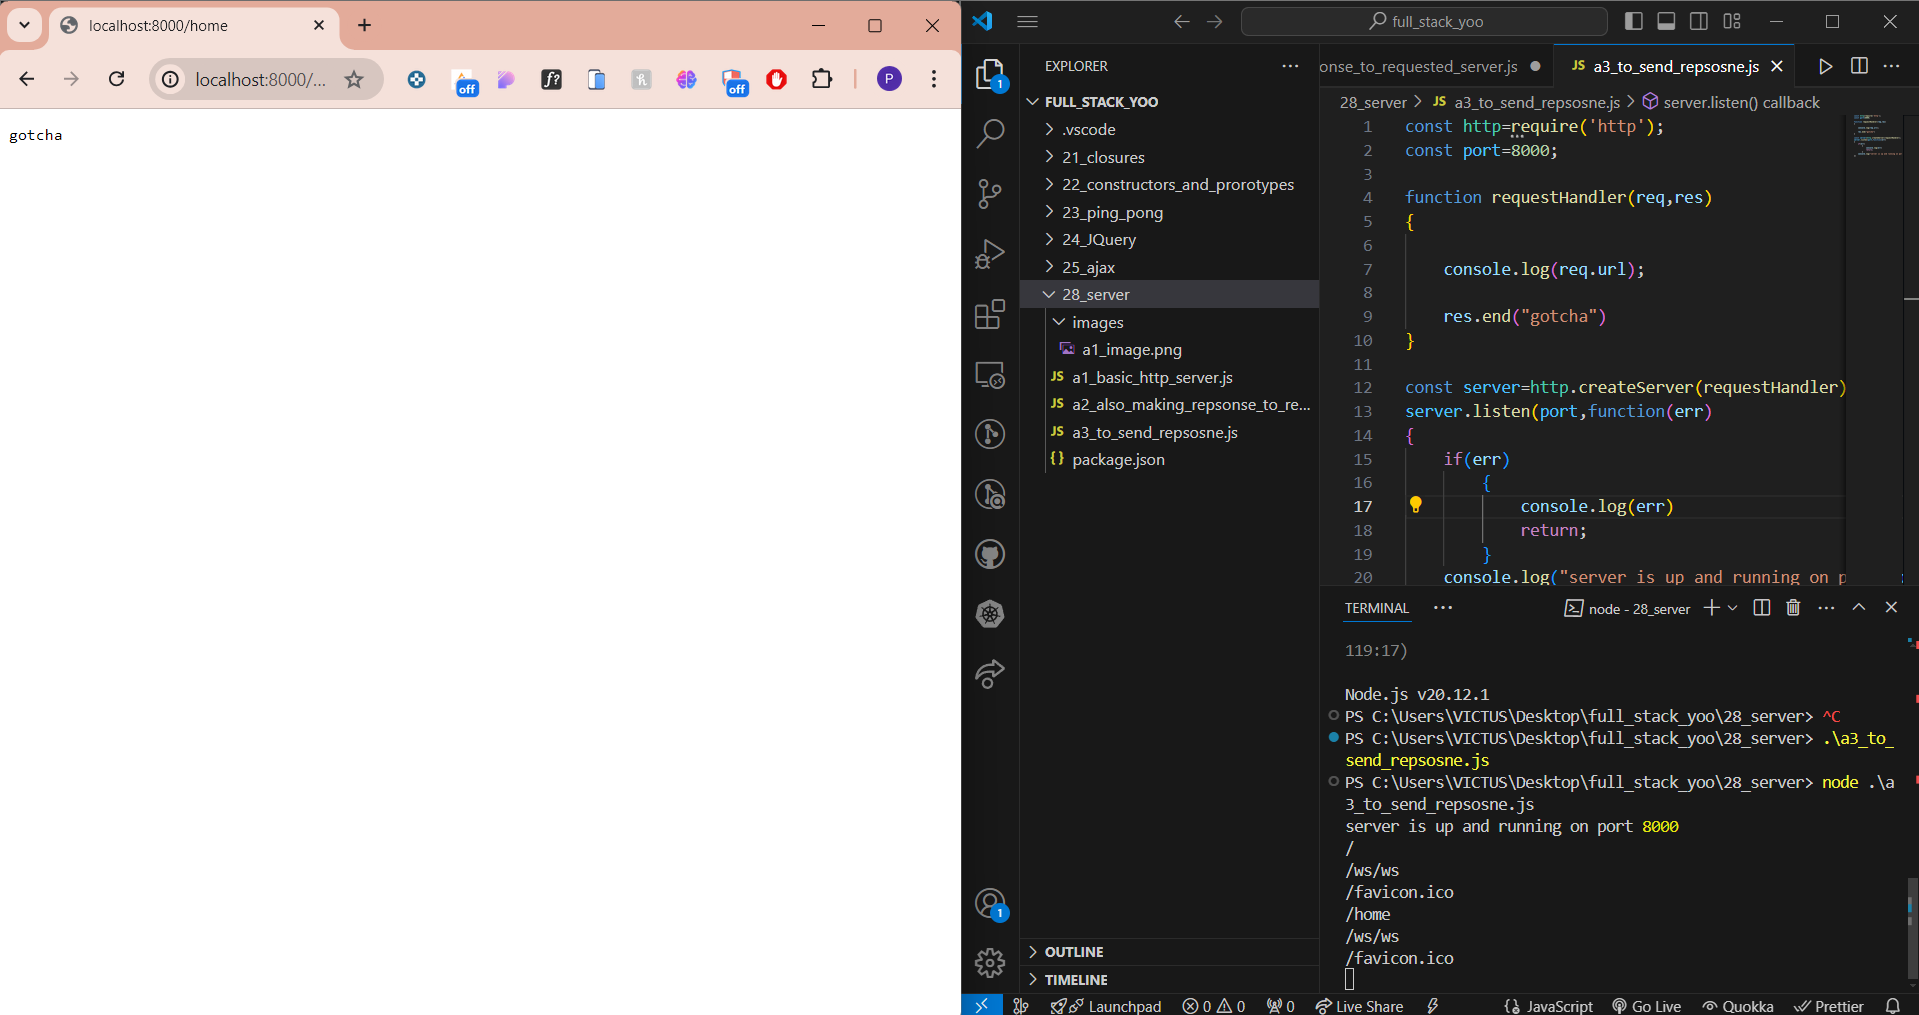 localhost:8000/home
localhost:8000/...
off
f?
off
P
gotcha
full_stack_yoo
1
EXPLORER
FULL_STACK_YOO
.vscode
21_closures
22_constructors_and_prorotypes
23_ping_pong
24_JQuery
25_ajax
28_server
images
a1_image.png
JS a1_basic_http_server.js
JS a2_also_making_repsonse_to_re...
JS a3_to_send_repsosne.js
{} package.json
OUTLINE
TIMELINE
1
onse_to_requested_server.js
JS a3_to_send_repsosne.js
28_server > JS a3_to_send_repsosne.js > server.listen() callback
1 const http=require('http');
2 const port=8000;
3
4 function requestHandler(req,res)
5 {
6
7 console.log(req.url);
8
9 res.end("gotcha")
10 }
11
12 const server=http.createServer(requestHandler)
13 server.listen(port,function(err)
14 {
15 if(err)
16 {
17 console.log(err)
18 return;
19 }
20 console.log("server is up and running on p
TERMINAL
node - 28_server
119:17)
Node.js v20.12.1
PS C:\Users\VICTUS\Desktop\full_stack_yoo\28_server> ^C
PS C:\Users\VICTUS\Desktop\full_stack_yoo\28_server> .\a3_to_
send_repsosne.js
PS C:\Users\VICTUS\Desktop\full_stack_yoo\28_server> node .\a
3_to_send_repsosne.js
server is up and running on port 8000
/
/ws/ws
/favicon.ico
/home
/ws/ws
/favicon.ico
Launchpad 0 0 0 Live Share {} JavaScript Go Live Quokka Prettier